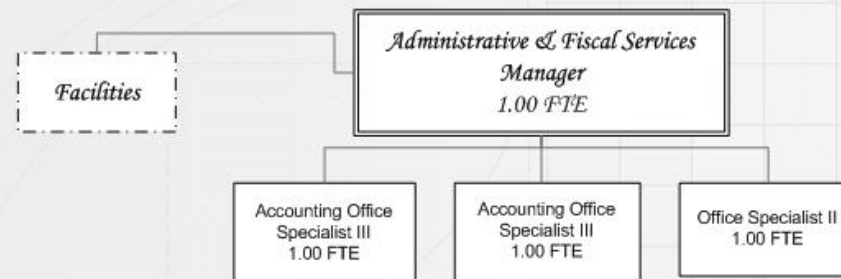 Administrative & Fiscal Services
Manager
1.00 FTE
Facilities
Accounting Office
Specialist III
1.00 FTE
Accounting Office
Specialist III
1.00 FTE
Office Specialist II
1.00 FTE